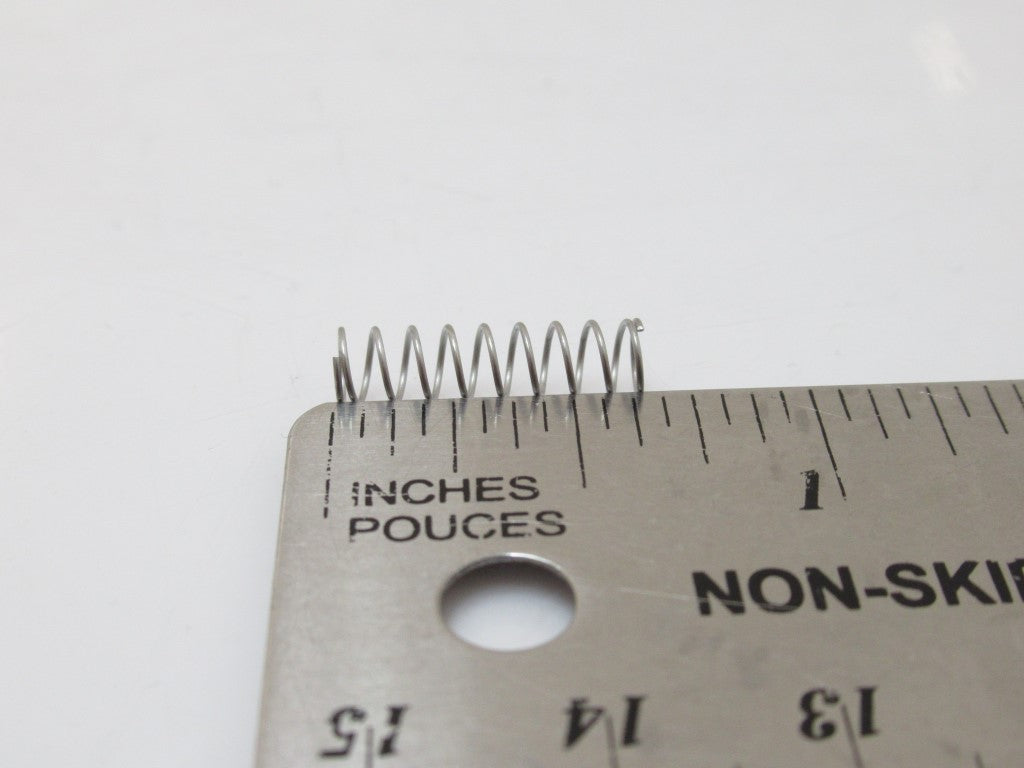 INCHES
POUCES
1
NON-SKI
15 14 13